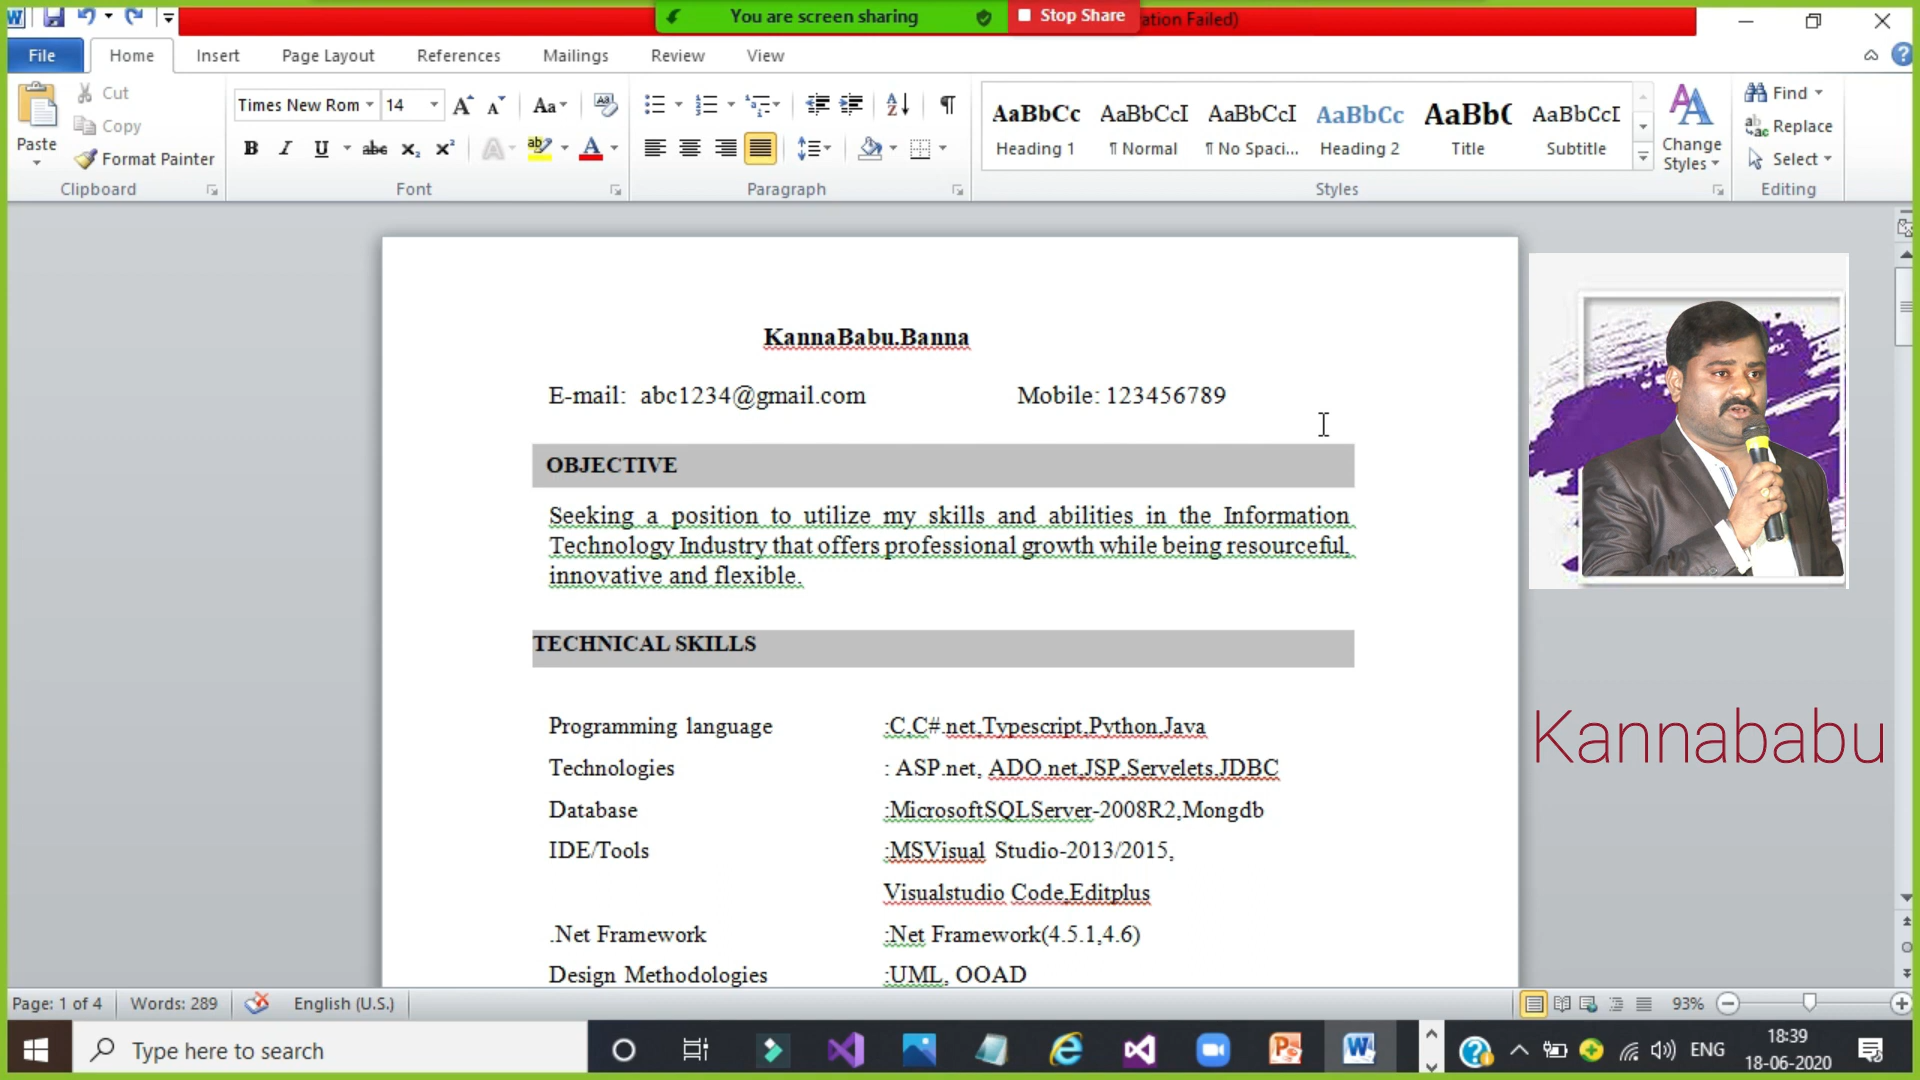 You are screen sharing
Stop Share
ation Failed)
File Home Insert Page Layout References Mailings Review View
Cut
Copy
Format Painter
Paste
Clipboard
Times New Rom 14
Font
Paragraph
AaBbCc AaBbCcI AaBbCcI AaBbCc AaBb( AaBbCcI
Heading 1 ¶ Normal ¶ No Spaci... Heading 2 Title Subtitle
Styles
Change Styles
Find
Replace
Select
Editing
KannaBabu.Banna
E-mail: abc1234@gmail.com Mobile: 123456789
OBJECTIVE
Seeking a position to utilize my skills and abilities in the Information
Technology Industry that offers professional growth while being resourceful,
innovative and flexible.
TECHNICAL SKILLS
Programming language :C,C#.net,Typescript,Python,Java
Technologies : ASP.net, ADO.net,JSP,Servelets,JDBC
Database :MicrosoftSQLServer-2008R2,Mongdb
IDE/Tools :MSVisual Studio-2013/2015,
Visualstudio Code,Editplus
.Net Framework :Net Framework(4.5.1,4.6)
Design Methodologies :UML, OOAD
Kannababu
Page: 1 of 4 Words: 289 English (U.S.) 93%
Type here to search
ENG
18:39
18-06-2020